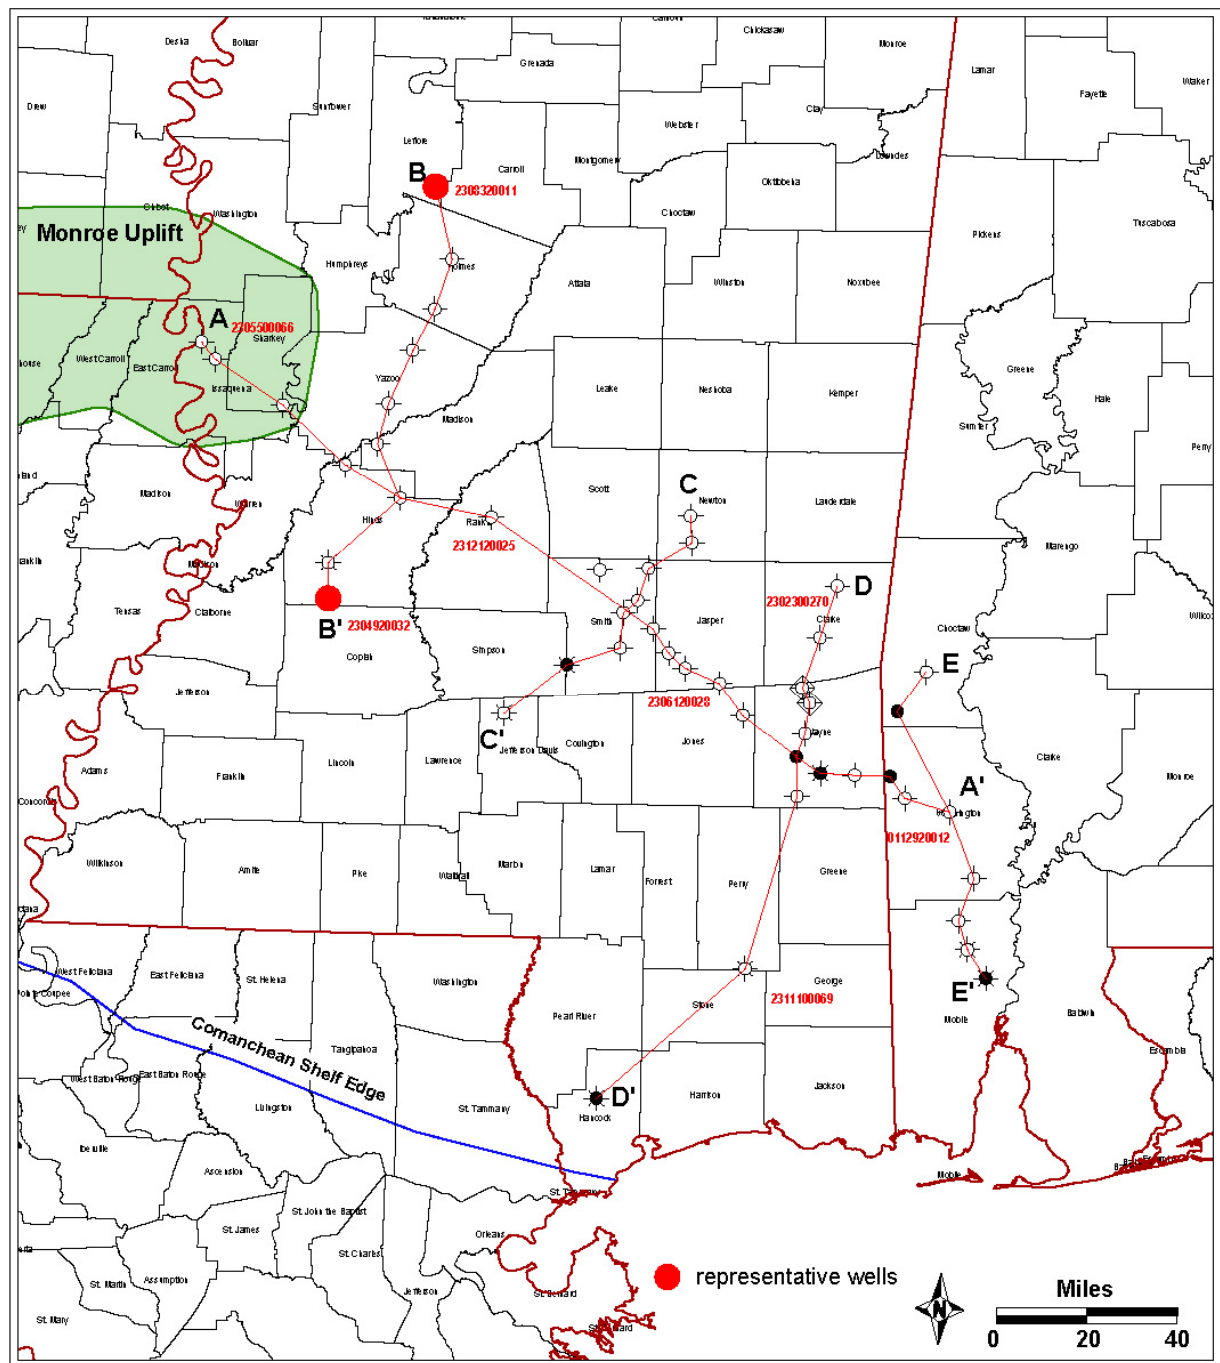 Desha
Bolivar
Chickasaw
Monroe
Grenada
Lamar
Fayette
Drew
Sunflower
Clay
Leflore
Webster
Carroll
Montgomery
Lowndes
B
2308320011
Oktibbeha
Washington
Choctaw
Tuscaloosa
Pickens
Monroe Uplift
Humphreys
Holmes
Attala
Winston
Noxubee
A
2305500066
Sharkey
West Carroll
East Carro
Issaquena
Yazoo
Leake
Neshoba
Kemper
Greene
Hale
Madison
Sumter
Perry
Scott
C
Newton
Lauderdale
Madison
Warren
Hinds
Rankin
2312120025
Marengo
Madison
Tensas
Claiborne
2302300270
D
Clarke
Smith
Jasper
Choctaw
B'
2304920032
Copiah
Simpson
E
Jefferson
2306120028
C'
Jefferson Davis
Covington
Jones
Wayne
Clarke
Lawrence
Lincoln
Adams
Franklin
Monroe
A'
Washington
0112920012
Wilkinson
Amite
Pike
Walthall
Marion
Lamar
Forrest
Perry
Greene
West Feliciana
East Feliciana
St. Helena
Washington
George
E'
2311100069
Stone
Pearl River
Mobile
Baldwin
Comanchean Shelf Edge
Tangipahoa
Escambia
West Baton Rouge
East Baton Rouge
Livingston
St. Tammany
D'
Hancock
Harrison
Jackson
Iberville
Ascension
Mobile
St. Tammany
St. John the Baptist
St. James
Orleans
St. Charles
Assumption
St. Martin
Jefferson
St. Bernard
St. Mary
representative wells
N
Miles
0 20 40